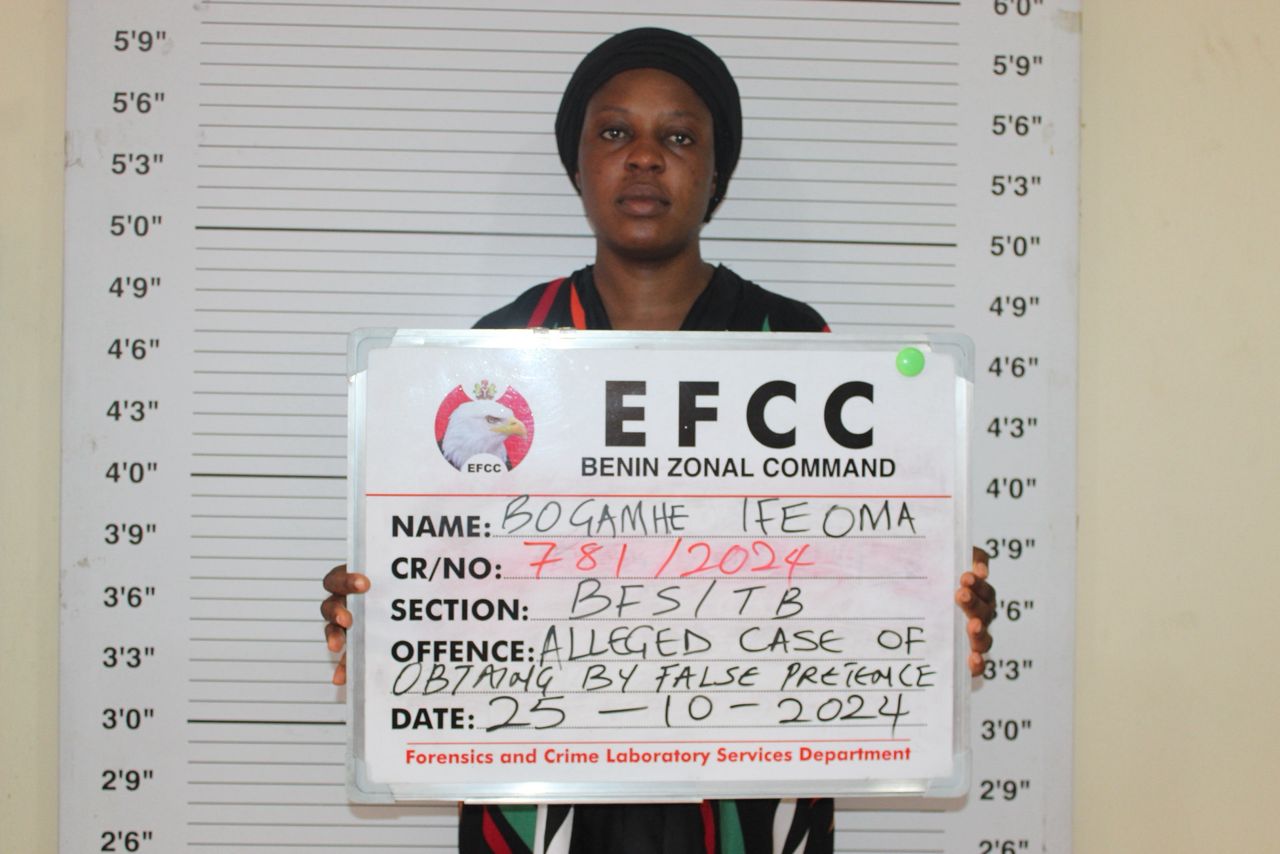 6'0"
5'9" 5'9"
5'6" 5'6"
5'3" 5'3"
5'0" 5'0"
4'9" 4'9"
4'6" 4'6"
4'3" 4'3"
4'0" 4'0"
3'9" 3'9"
3'6" 3'6"
3'3" 3'3"
3'0" 3'0"
2'9" 2'9"
2'6" 2'6"
EFCC
EFCC
BENIN ZONAL COMMAND
NAME: BOGAMHE IFEOMA
CR/NO: 781/2024
SECTION: BFS/TB
OFFENCE: ALLEGED CASE OF
BY FALSE PRETENCE
DATE: 25-10-2024
Forensics and Crime Laboratory Services Department